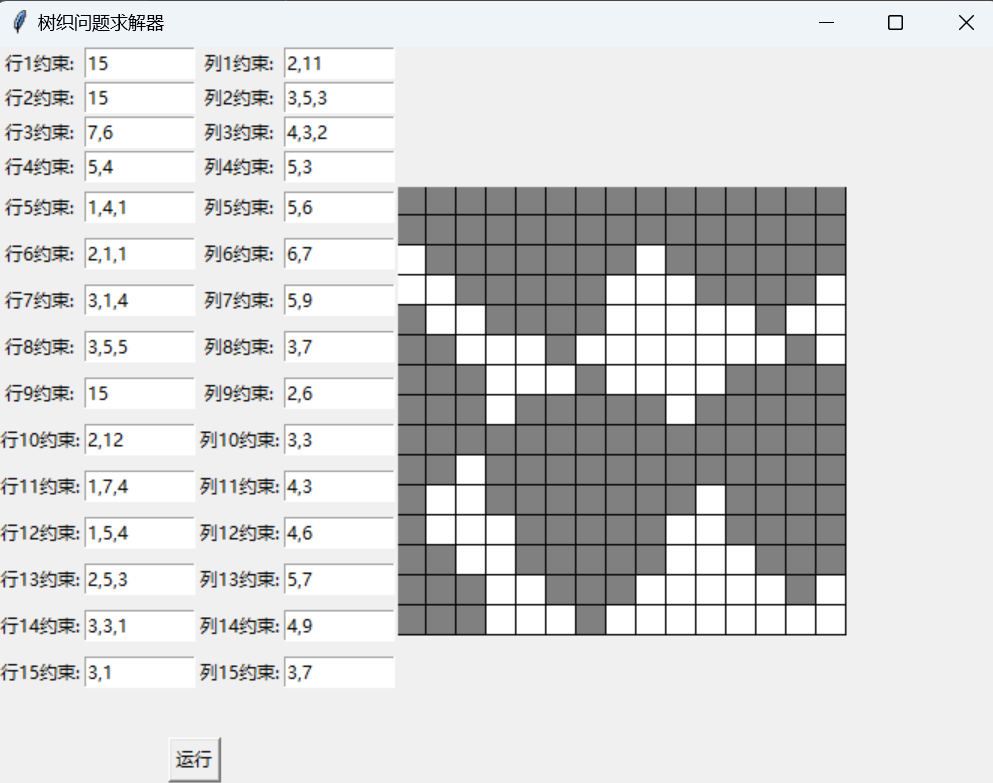 树织问题求解器
行1约束: 15 列1约束: 2,11
行2约束: 15 列2约束: 3,5,3
行3约束: 7,6 列3约束: 4,3,2
行4约束: 5,4 列4约束: 5,3
行5约束: 1,4,1 列5约束: 5,6
行6约束: 2,1,1 列6约束: 6,7
行7约束: 3,1,4 列7约束: 5,9
行8约束: 3,5,5 列8约束: 3,7
行9约束: 15 列9约束: 2,6
行10约束: 2,12 列10约束: 3,3
行11约束: 1,7,4 列11约束: 4,3
行12约束: 1,5,4 列12约束: 4,6
行13约束: 2,5,3 列13约束: 5,7
行14约束: 3,3,1 列14约束: 4,9
行15约束: 3,1 列15约束: 3,7
运行